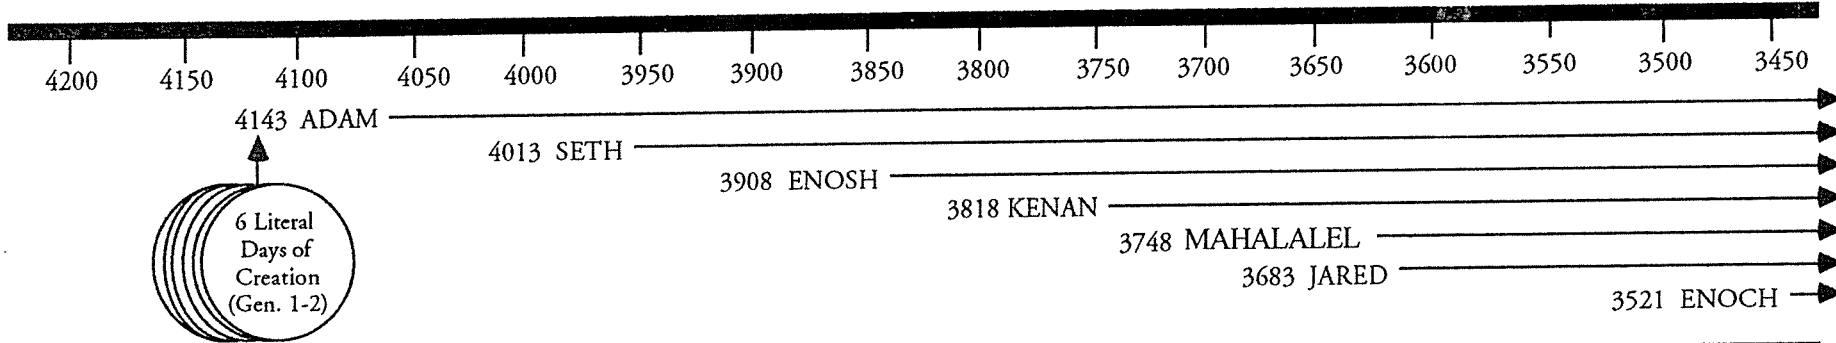 4200 4150 4100 4050 4000 3950 3900 3850 3800 3750 3700 3650 3600 3550 3500 3450
4143 ADAM
4013 SETH
3908 ENOSH
3818 KENAN
3748 MAHALALEL
3683 JARED
3521 ENOCH
6 Literal
Days of
Creation
(Gen. 1-2)